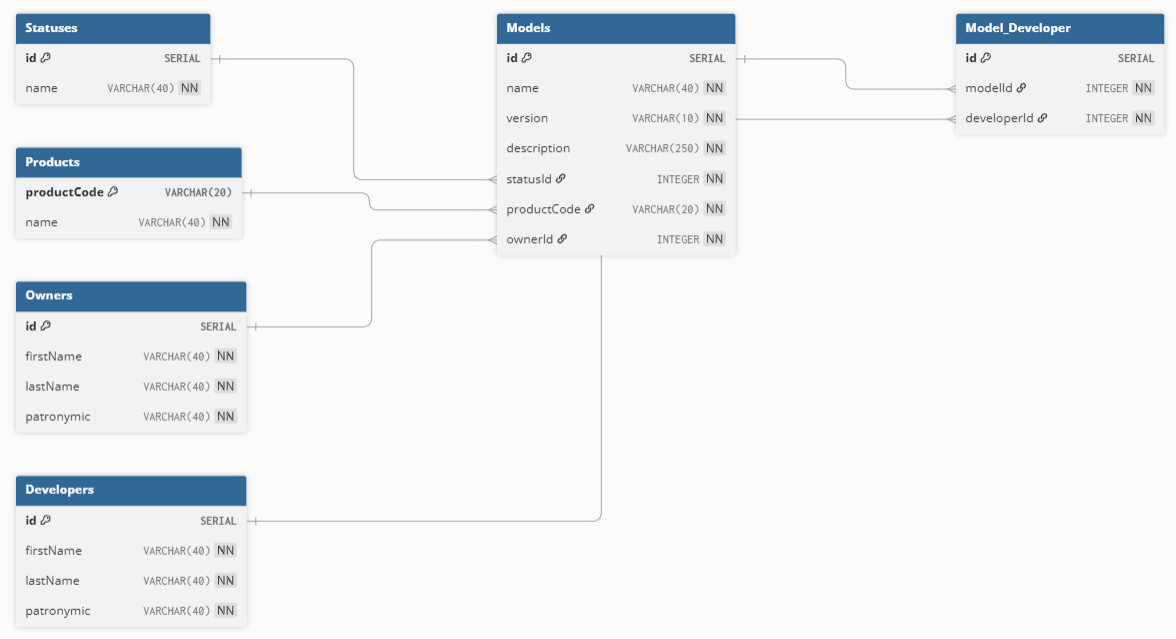 Statuses
id SERIAL
name VARCHAR(40) NN
Products
productCode VARCHAR(20)
name VARCHAR(40) NN
Owners
id SERIAL
firstName VARCHAR(40) NN
lastName VARCHAR(40) NN
patronymic VARCHAR(40) NN
Developers
id SERIAL
firstName VARCHAR(40) NN
lastName VARCHAR(40) NN
patronymic VARCHAR(40) NN
Models
id SERIAL
name VARCHAR(40) NN
version VARCHAR(10) NN
description VARCHAR(250) NN
statusId INTEGER NN
productCode VARCHAR(20) NN
ownerId INTEGER NN
Model_Developer
id SERIAL
modelId INTEGER NN
developerId INTEGER NN